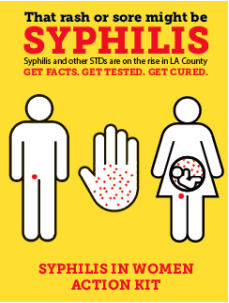 That rash or sore might be
SYPHILIS
Syphilis and other STDs are on the rise in LA County
GET FACTS. GET TESTED. GET CURED.
SYPHILIS IN WOMEN
ACTION KIT